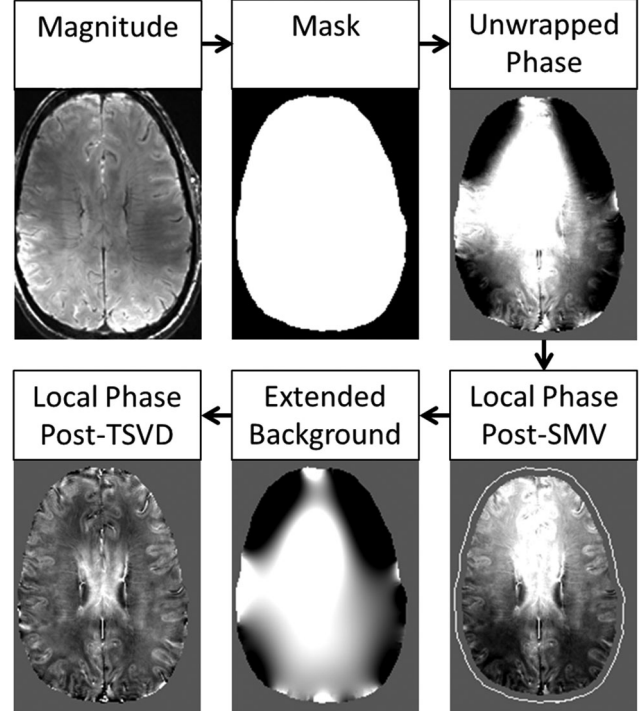 Magnitude
Mask
Unwrapped
Phase
Local Phase
Post-TSVD
Extended
Background
Local Phase
Post-SMV